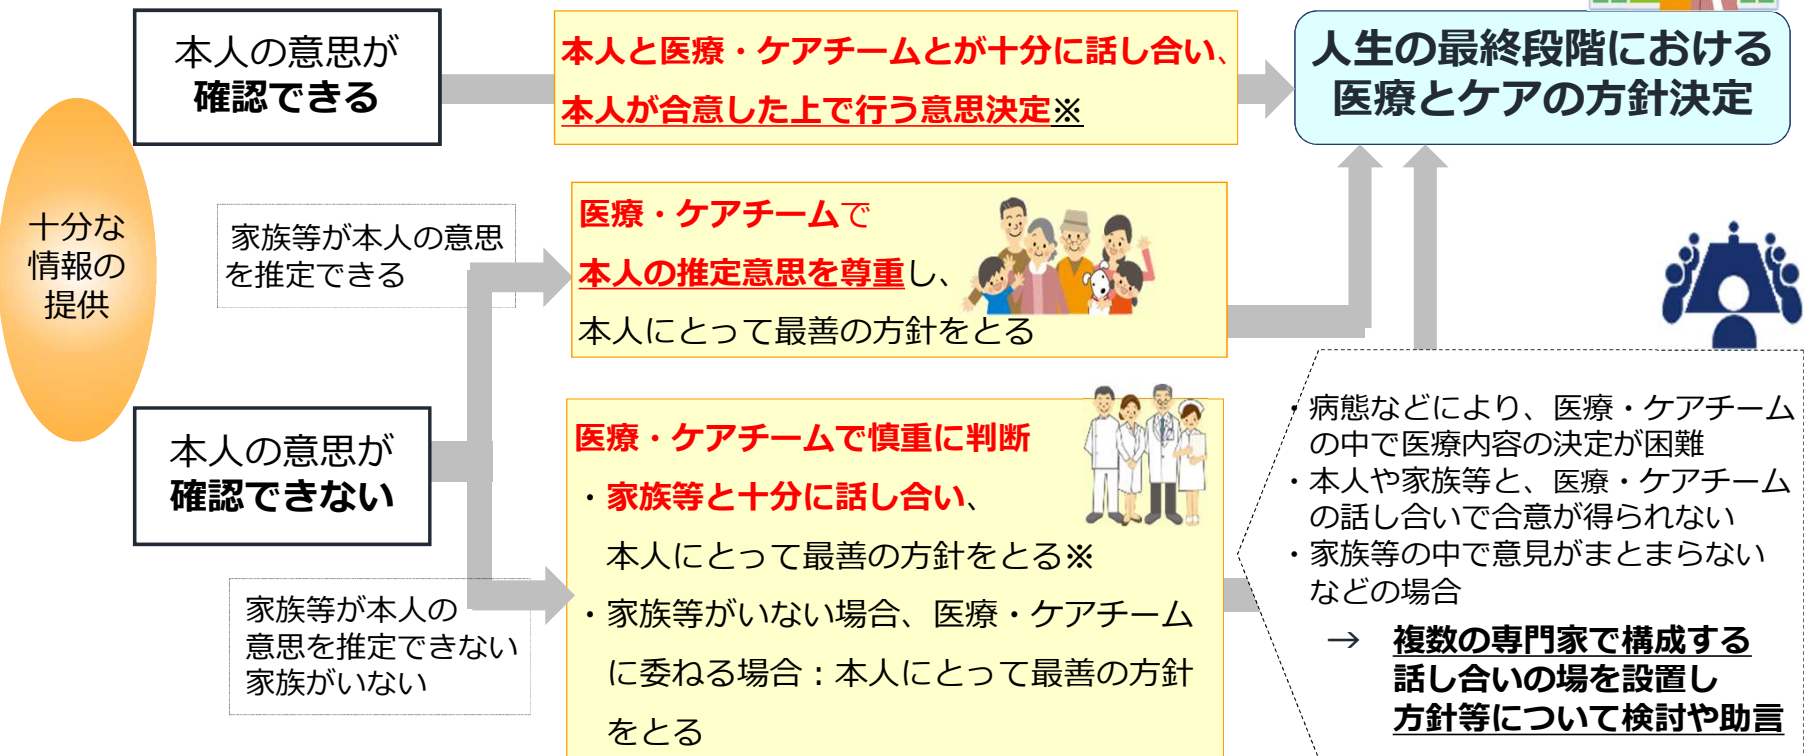 十分な
情報の
提供
本人の意思が
確認できる
本人と医療・ケアチームとが十分に話し合い、
本人が合意した上で行う意思決定※
人生の最終段階における
医療とケアの方針決定
家族等が本人の意思
を推定できる
医療・ケアチームで
本人の推定意思を尊重し、
本人にとって最善の方針をとる
本人の意思が
確認できない
家族等が本人の
意思を推定できない
家族がいない
医療・ケアチームで慎重に判断
・家族等と十分に話し合い、
本人にとって最善の方針をとる※
・家族等がいない場合、医療・ケアチーム
に委ねる場合：本人にとって最善の方針
をとる
・病態などにより、医療・ケアチーム
の中で医療内容の決定が困難
・本人や家族等と、医療・ケアチーム
の話し合いで合意が得られない
・家族等の中で意見がまとまらない
などの場合
→ 複数の専門家で構成する
話し合いの場を設置し
方針等について検討や助言